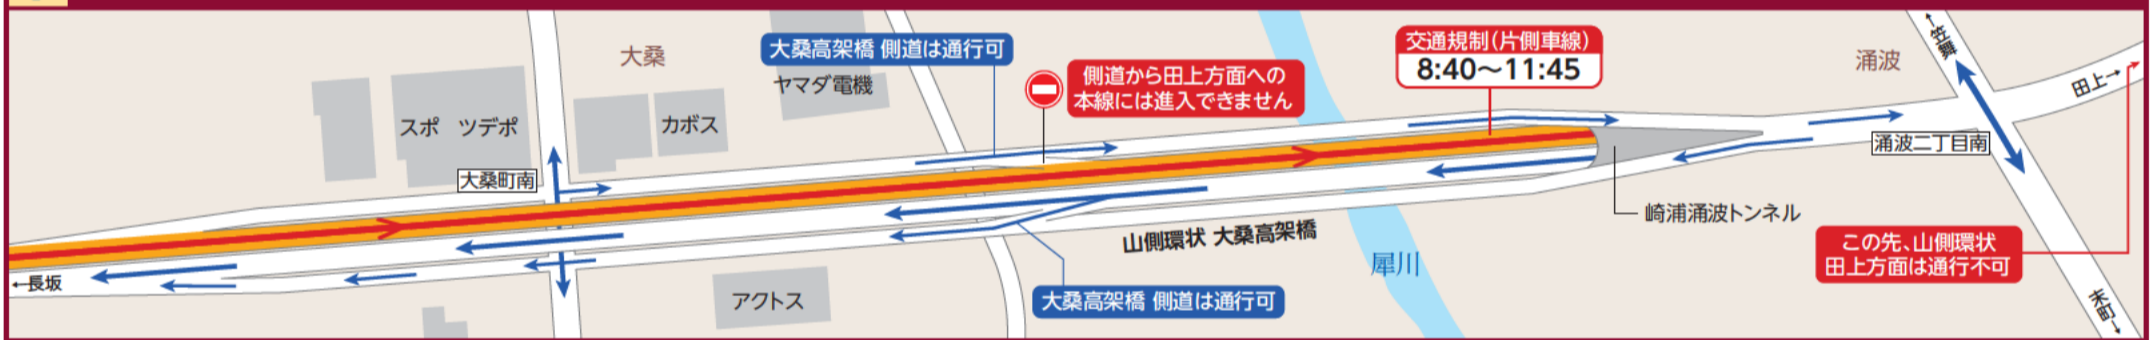 大桑
大桑高架橋 側道は通行可
ヤマダ電機
側道から田上方面への
本線には進入できません
交通規制(片側車線)
8:40〜11:45
涌波
←笠舞
田上→
スポ ツデポ
カボス
大桑町南
涌波二丁目南
崎浦涌波トンネル
山側環状 大桑高架橋
犀川
この先、山側環状
田上方面は通行不可
←長坂
アクトス
大桑高架橋 側道は通行可
末町→